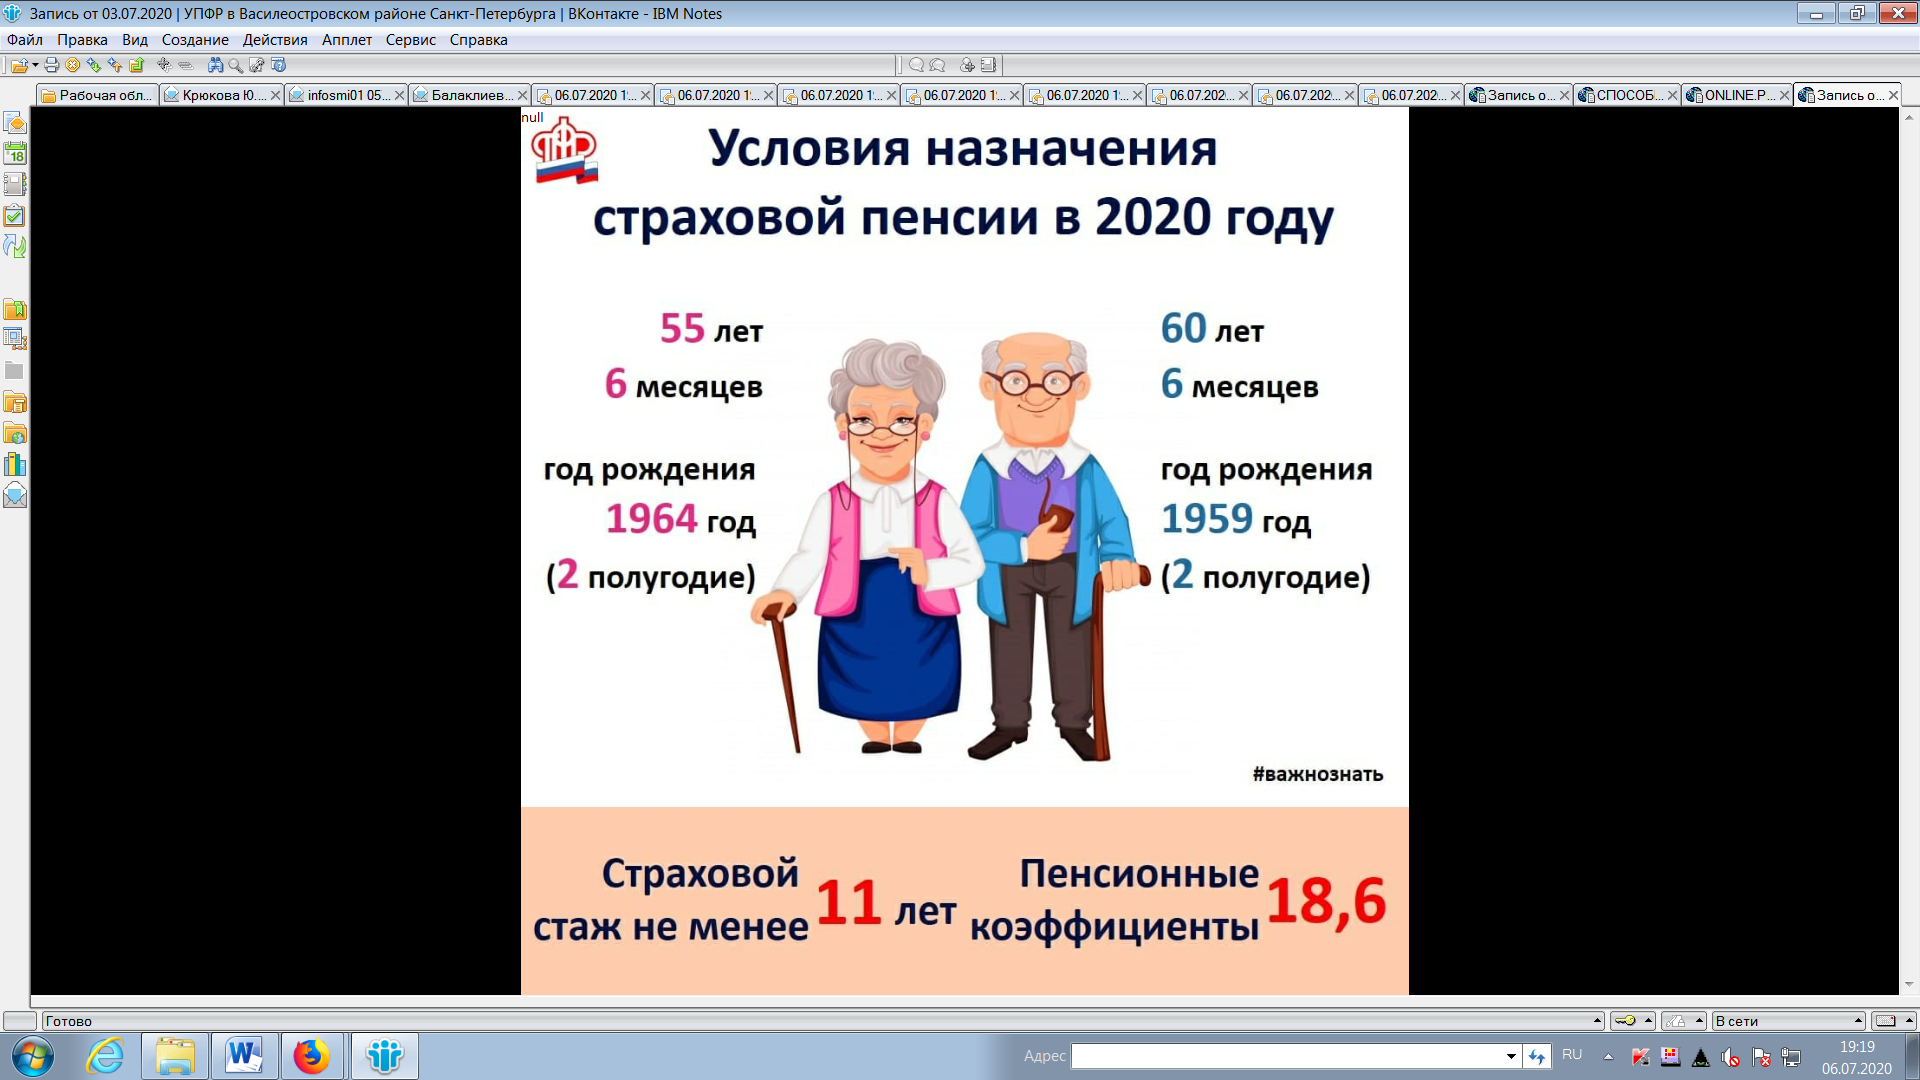 Запись от 03.07.2020 | УПФР в Василеостровском районе Санкт-Петербурга | ВКонтакте - IBM Notes
Файл Правка Вид Создание Действия Апплет Сервис Справка
Рабочая обл... Крюкова Ю.... infosmi01 05... Балаклиев... 06.07.2020 1... 06.07.2020 1... 06.07.2020 1... 06.07.2020 1... 06.07.2020 1... 06.07.202... 06.07.202... 06.07.202... Запись о... СПОСОБ... ONLINE.P... Запись о...
null
Условия назначения
страховой пенсии в 2020 году
55 лет
6 месяцев
год рождения
1964 год
(2 полугодие)
60 лет
6 месяцев
год рождения
1959 год
(2 полугодие)
#важнознать
Страховой
стаж не менее 11 лет
Пенсионные
коэффициенты 18,6
Готово
В сети
Адрес
RU
19:19
06.07.2020